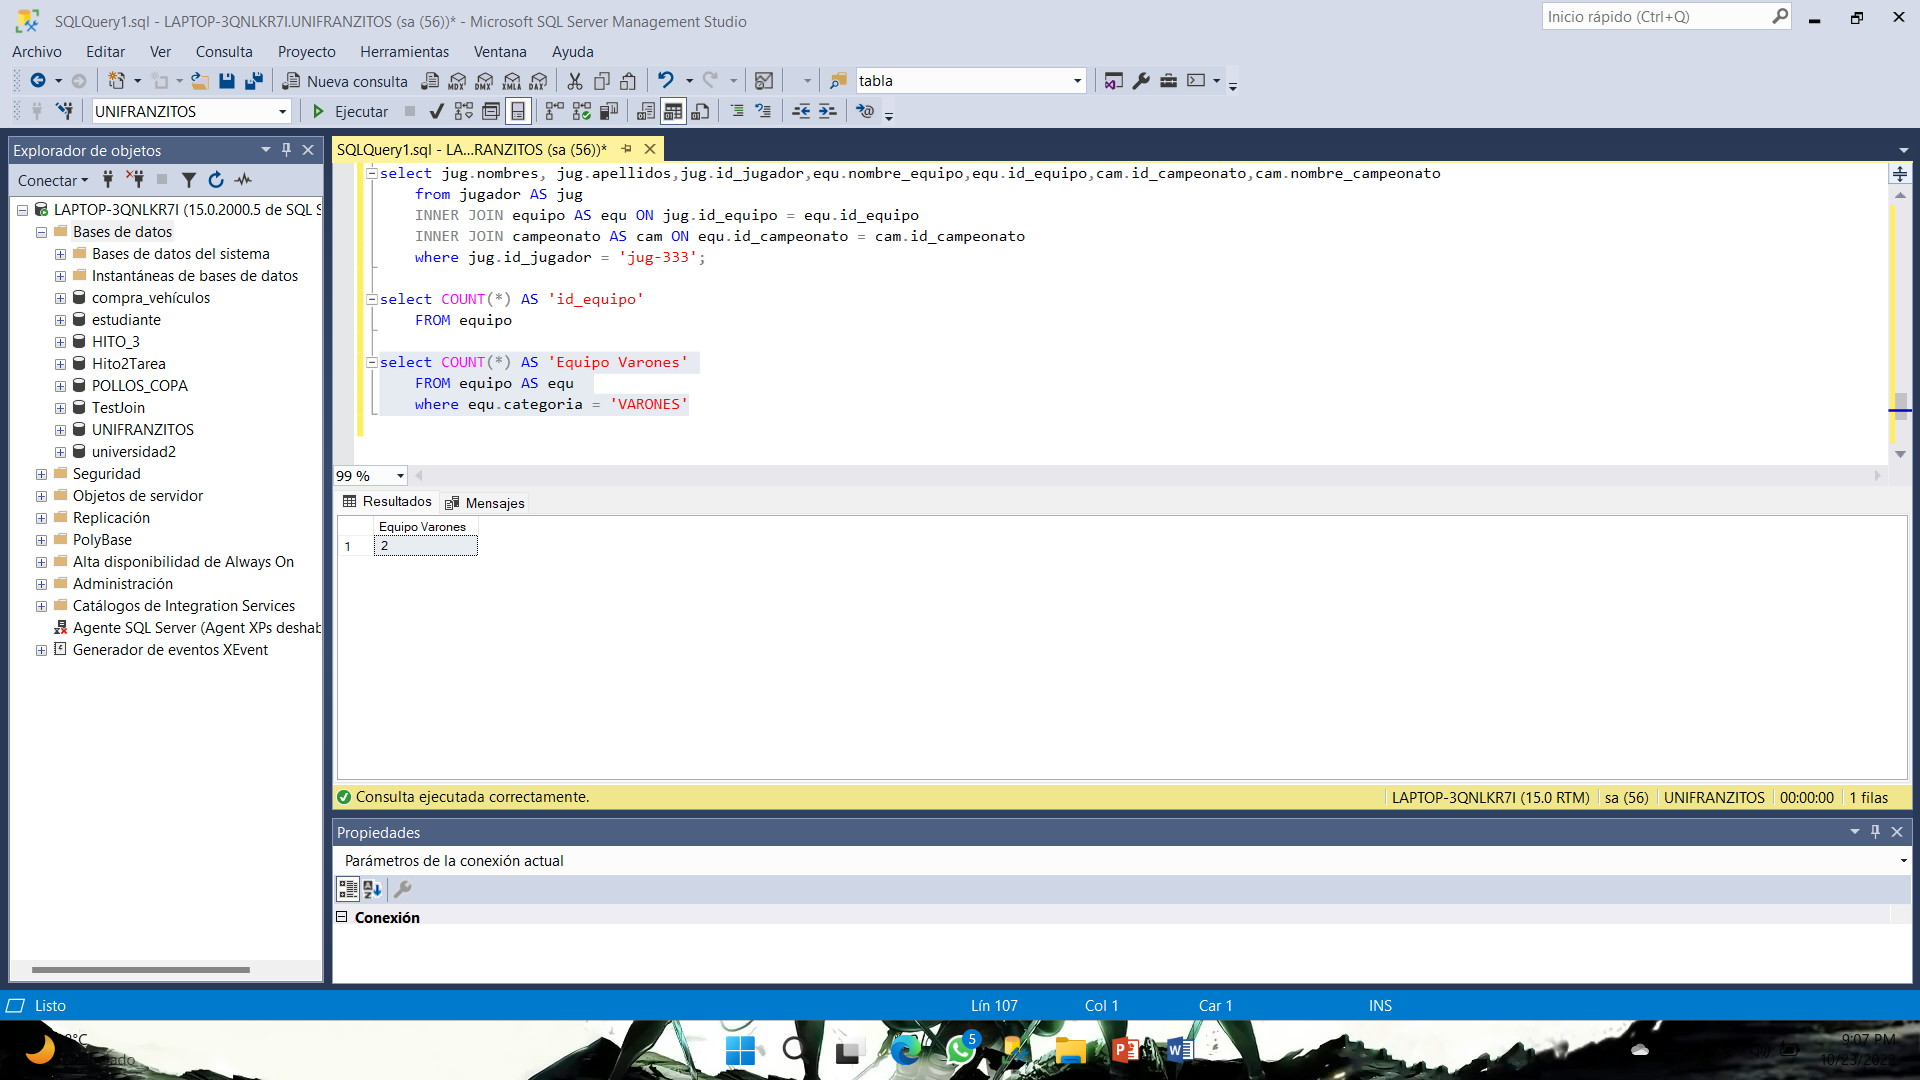 SQLQuery1.sql - LAPTOP-3QNLKR7I.UNIFRANZITOS (sa (56))* - Microsoft SQL Server Management Studio
Inicio rápido (Ctrl+Q)
Archivo Editar Ver Consulta Proyecto Herramientas Ventana Ayuda
Nueva consulta MDX DMX XMLA DAX tabla
UNIFRANZITOS Ejecutar
Explorador de objetos
Conectar
LAPTOP-3QNLKR7I (15.0.2000.5 de SQL S
Bases de datos
Bases de datos del sistema
Instantáneas de bases de datos
compra_vehículos
estudiante
HITO_3
Hito2Tarea
POLLOS_COPA
TestJoin
UNIFRANZITOS
universidad2
Seguridad
Objetos de servidor
Replicación
PolyBase
Alta disponibilidad de Always On
Administración
Catálogos de Integration Services
Agente SQL Server (Agent XPs deshab
Generador de eventos XEvent
SQLQuery1.sql - LA...RANZITOS (sa (56))*
select jug.nombres, jug.apellidos,jug.id_jugador,equ.nombre_equipo,equ.id_equipo,cam.id_campeonato,cam.nombre_campeonato
from jugador AS jug
INNER JOIN equipo AS equ ON jug.id_equipo = equ.id_equipo
INNER JOIN campeonato AS cam ON equ.id_campeonato = cam.id_campeonato
where jug.id_jugador = 'jug-333';
select COUNT(*) AS 'id_equipo'
FROM equipo
select COUNT(*) AS 'Equipo Varones'
FROM equipo AS equ
where equ.categoria = 'VARONES'
99 %
Resultados Mensajes
Equipo Varones
1 2
Consulta ejecutada correctamente.
LAPTOP-3QNLKR7I (15.0 RTM) sa (56) UNIFRANZITOS 00:00:00 1 filas
Propiedades
Parámetros de la conexión actual
Conexión
Listo Lín 107 Col 1 Car 1 INS
5
9:07 PM